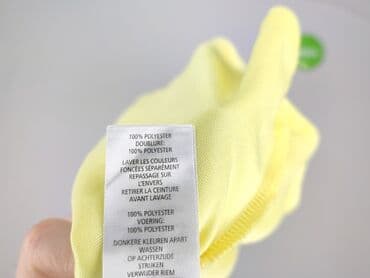 100% POLYESTER
DOUBLURE:
100% POLYESTER
LAVER LES COULEURS
FONCÉES SÉPARÉMENT
REPASSAGE SUR
L'ENVERS
RETIRER LA CEINTURE
AVANT LAVAGE
100% POLYESTER
VOERING:
100% POLYESTER
DONKERE KLEUREN APART
WASSEN
OP ACHTERZIJDE
STRIJKEN
VERWIJDER RIEM